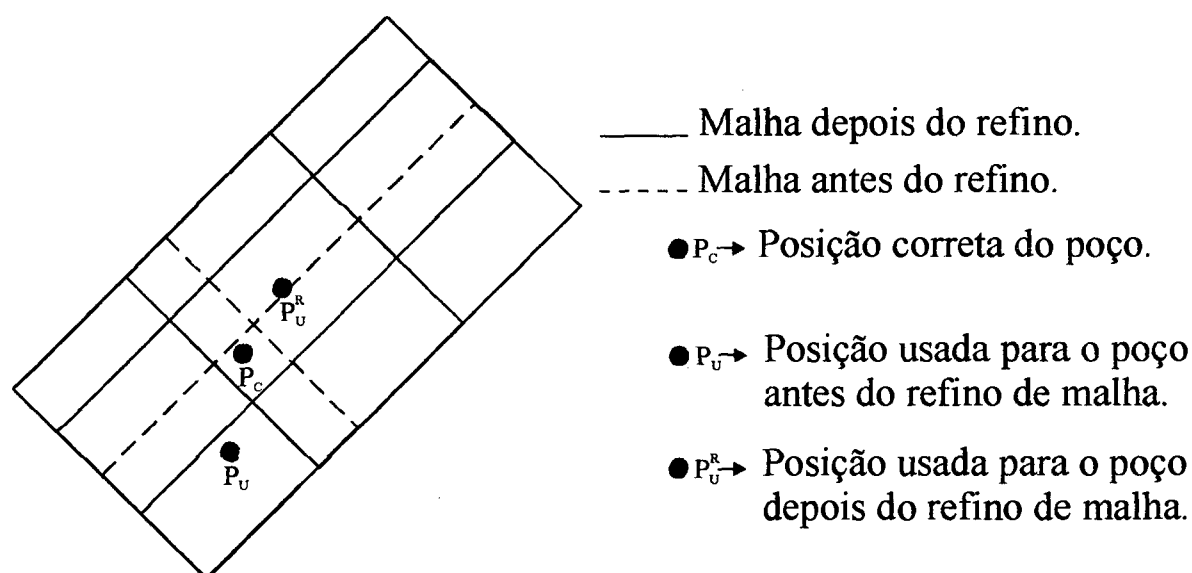 Malha depois do refino.
Malha antes do refino.
P_C → Posição correta do poço.
P_U → Posição usada para o poço
antes do refino de malha.
P_U^R → Posição usada para o poço
depois do refino de malha.
P_U^R
P_C
P_U